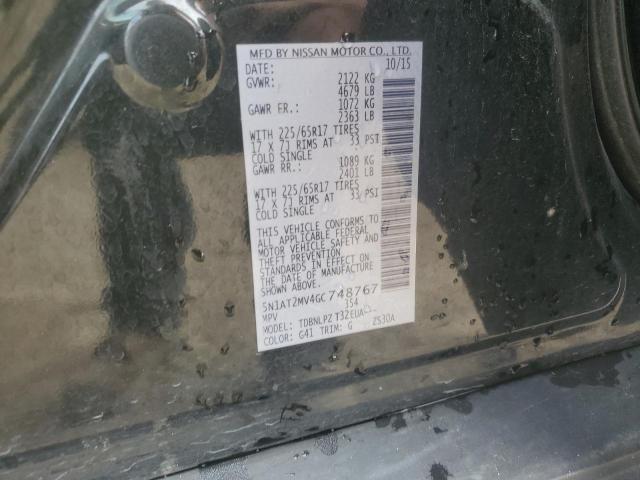 MFD BY NISSAN MOTOR CO., LTD.
DATE: 10/15
GVWR: 2122 KG
4679 LB
GAWR FR.: 1072 KG
2363 LB
WITH 225/65R17 TIRES
17 X 7J RIMS AT 33 PSI
COLD SINGLE
GAWR RR.: 1089 KG
2401 LB
WITH 225/65R17 TIRES
17 X 7J RIMS AT 33 PSI
COLD SINGLE
THIS VEHICLE CONFORMS TO
ALL APPLICABLE FEDERAL
MOTOR VEHICLE SAFETY AND
THEFT PREVENTION
STANDARDS IN EFFECT ON
THE DATE OF MANUFACTURE
SHOWN ABOVE.
5N1AT2MV4GC748767
MPV 354
MODEL: TDBNLPZ T32EUA
COLOR: G41 TRIM: G ZS30A